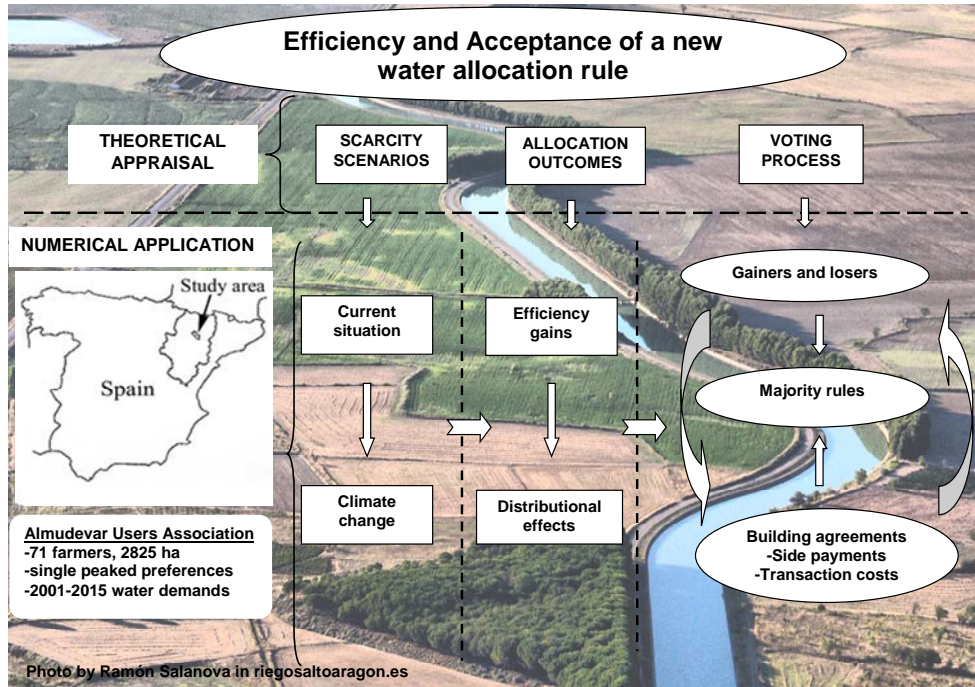 Efficiency and Acceptance of a new
water allocation rule
THEORETICAL
APPRAISAL
SCARCITY
SCENARIOS
ALLOCATION
OUTCOMES
VOTING
PROCESS
NUMERICAL APPLICATION
Study area
Spain
Almudevar Users Association
-71 farmers, 2825 ha
-single peaked preferences
-2001-2015 water demands
Current
situation
Climate
change
Efficiency
gains
Distributional
effects
Gainers and losers
Majority rules
Building agreements
-Side payments
-Transaction costs
Photo by Ramón Salanova in riegosaltoaragon.es